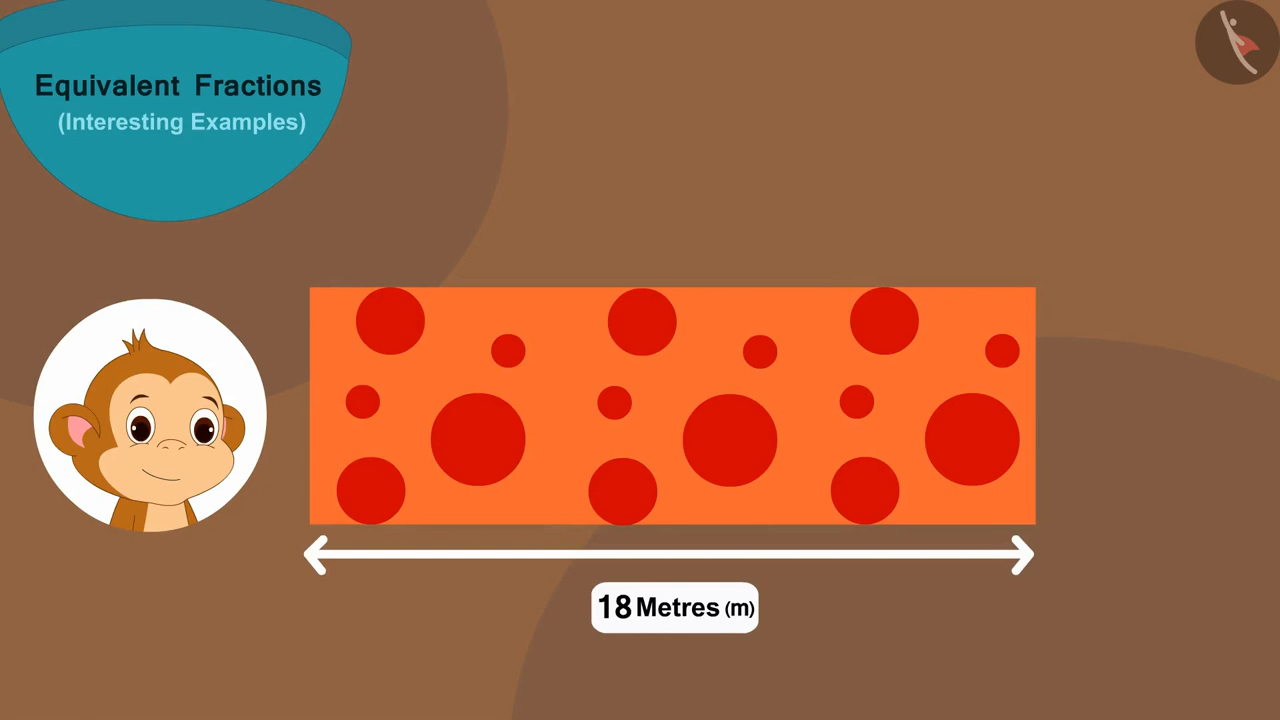 Equivalent Fractions
(Interesting Examples)
18 Metres (m)